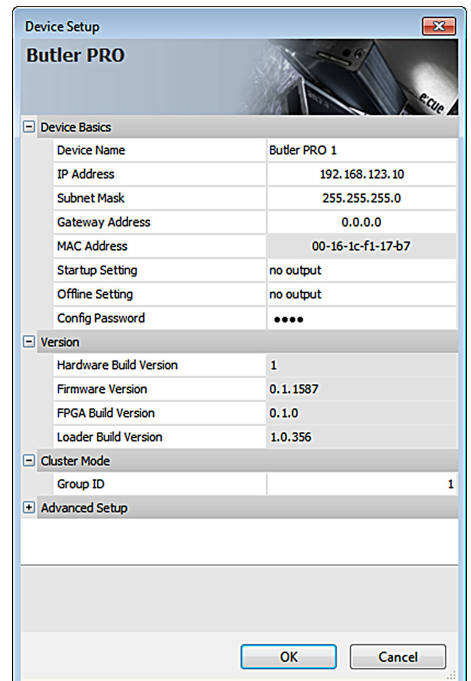 Device Setup
Butler PRO
e:cue
Device Basics
Device Name Butler PRO 1
IP Address 192.168.123.10
Subnet Mask 255.255.255.0
Gateway Address 0.0.0.0
MAC Address 00-16-1c-f1-17-b7
Startup Setting no output
Offline Setting no output
Config Password ●●●●
Version
Hardware Build Version 1
Firmware Version 0.1.1587
FPGA Build Version 0.1.0
Loader Build Version 1.0.356
Cluster Mode
Group ID 1
Advanced Setup
OK Cancel